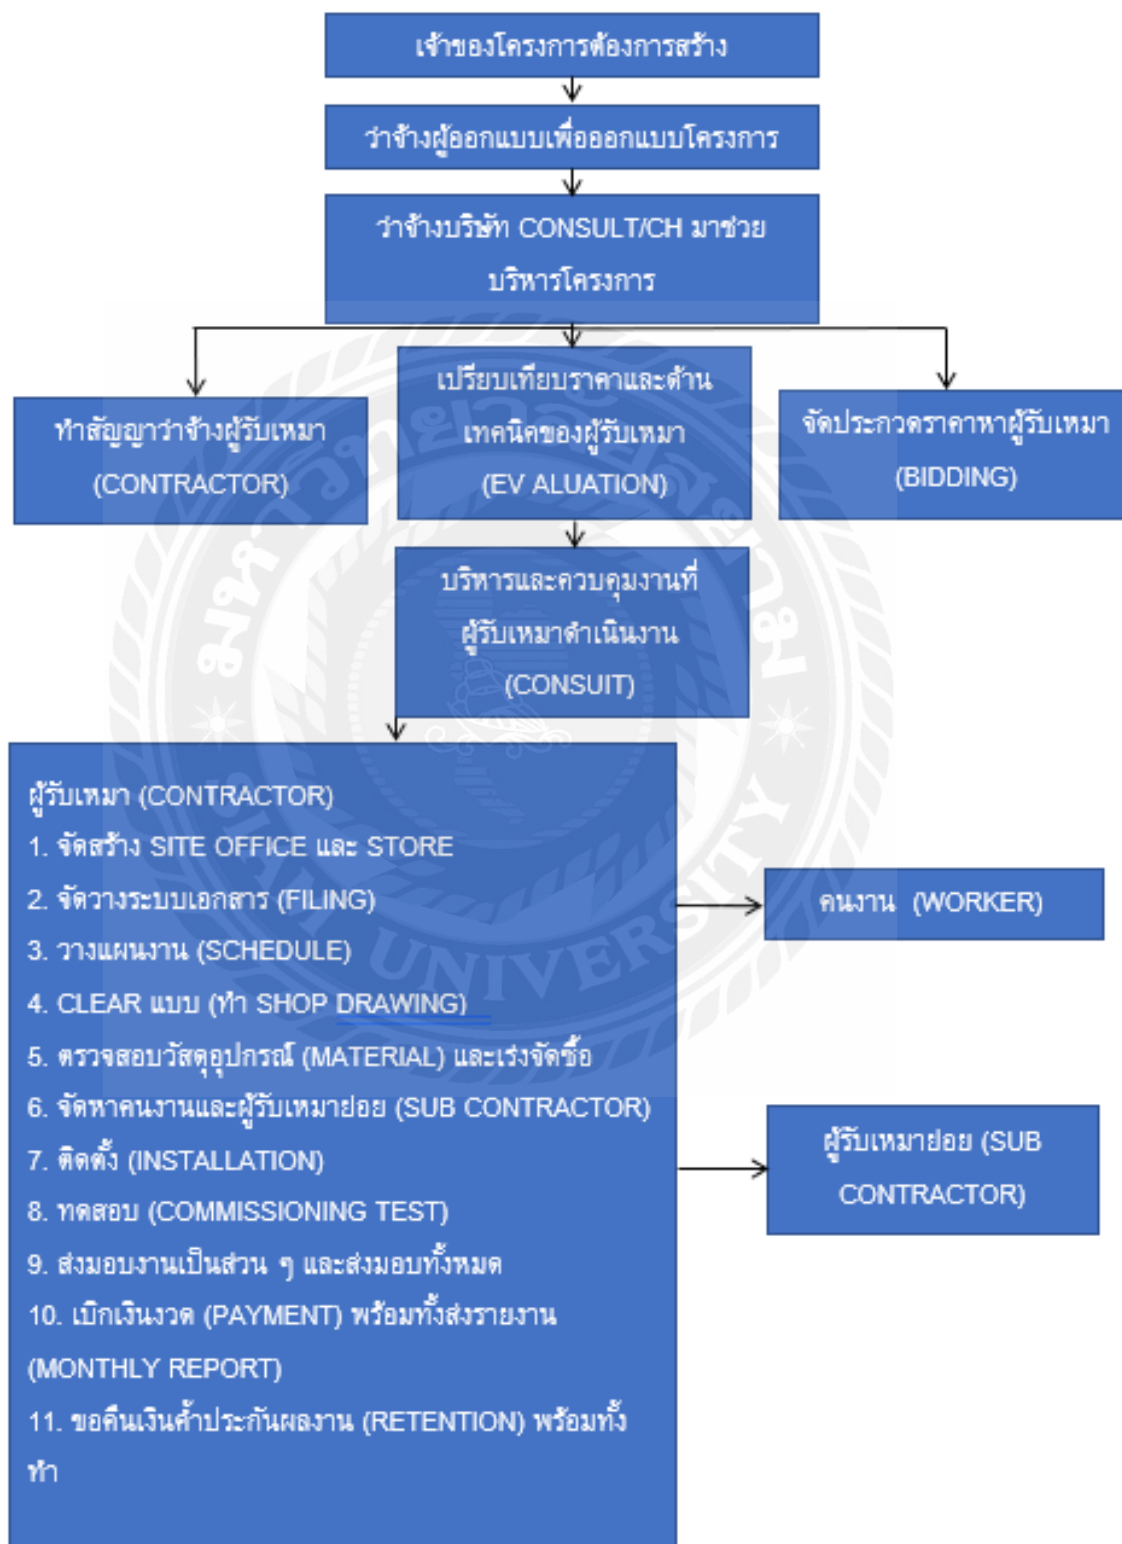 เจ้าของโครงการต้องการสร้าง
ว่าจ้างผู้ออกแบบเพื่อออกแบบโครงการ
ว่าจ้างบริษัท CONSULT/CH มาช่วย
บริหารโครงการ
ทำสัญญาว่าจ้างผู้รับเหมา
(CONTRACTOR)
เปรียบเทียบราคาและด้าน
เทคนิคของผู้รับเหมา
(EV ALUATION)
จัดประกวดราคาหาผู้รับเหมา
(BIDDING)
บริหารและควบคุมงานที่
ผู้รับเหมาดำเนินงาน
(CONSUIT)
ผู้รับเหมา (CONTRACTOR)
1. จัดสร้าง SITE OFFICE และ STORE
2. จัดวางระบบเอกสาร (FILING)
3. วางแผนงาน (SCHEDULE)
4. CLEAR แบบ (ทำ SHOP DRAWING)
5. ตรวจสอบวัสดุอุปกรณ์ (MATERIAL) และเร่งจัดซื้อ
6. จัดหาคนงานและผู้รับเหมาย่อย (SUB CONTRACTOR)
7. ติดตั้ง (INSTALLATION)
8. ทดสอบ (COMMISSIONING TEST)
9. ส่งมอบงานเป็นส่วน ๆ และส่งมอบทั้งหมด
10. เบิกเงินงวด (PAYMENT) พร้อมทั้งส่งรายงาน
(MONTHLY REPORT)
11. ขอคืนเงินค้ำประกันผลงาน (RETENTION) พร้อมทั้ง
ทำ
คนงาน (WORKER)
ผู้รับเหมาย่อย (SUB
CONTRACTOR)
มหาวิทยาลัยสยาม
SIAM UNIVERSITY